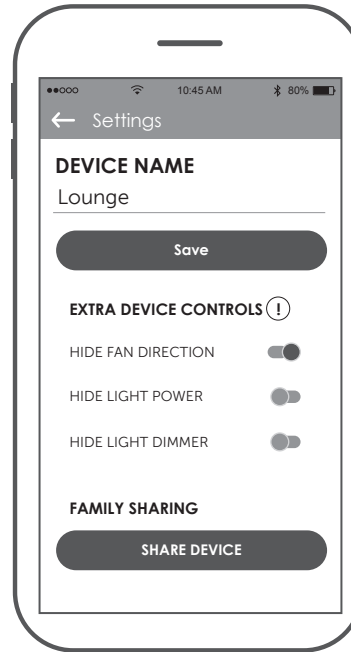 10:45 AM 80%
Settings
DEVICE NAME
Lounge
Save
EXTRA DEVICE CONTROLS !
HIDE FAN DIRECTION
HIDE LIGHT POWER
HIDE LIGHT DIMMER
FAMILY SHARING
SHARE DEVICE